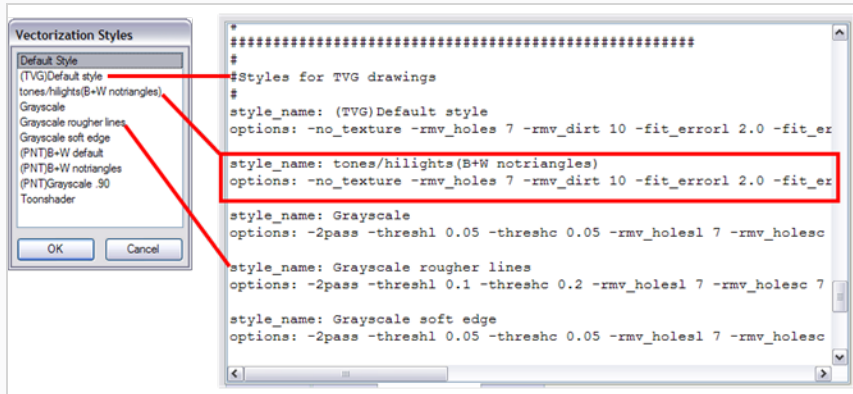 Vectorization Styles
Default Style
(TVG)Default style
tones/hilights(B+W notriangles)
Grayscale
Grayscale rougher lines
Grayscale soft edge
(PNT)B+W default
(PNT)B+W notriangles
(PNT)Grayscale .90
Toonshader
OK
Cancel
#
######################################################
#
#Styles for TVG drawings
#
style_name: (TVG)Default style
options: -no_texture -rmv_holes 7 -rmv_dirt 10 -fit_errorl 2.0 -fit_er
style_name: tones/hilights(B+W notriangles)
options: -no_texture -rmv_holes 7 -rmv_dirt 10 -fit_errorl 2.0 -fit_er
style_name: Grayscale
options: -2pass -threshl 0.05 -threshc 0.05 -rmv_holesl 7 -rmv_holesc
style_name: Grayscale rougher lines
options: -2pass -threshl 0.1 -threshc 0.2 -rmv_holesl 7 -rmv_holesc 7
style_name: Grayscale soft edge
options: -2pass -threshl 0.05 -threshc 0.05 -rmv_holesl 7 -rmv_holesc